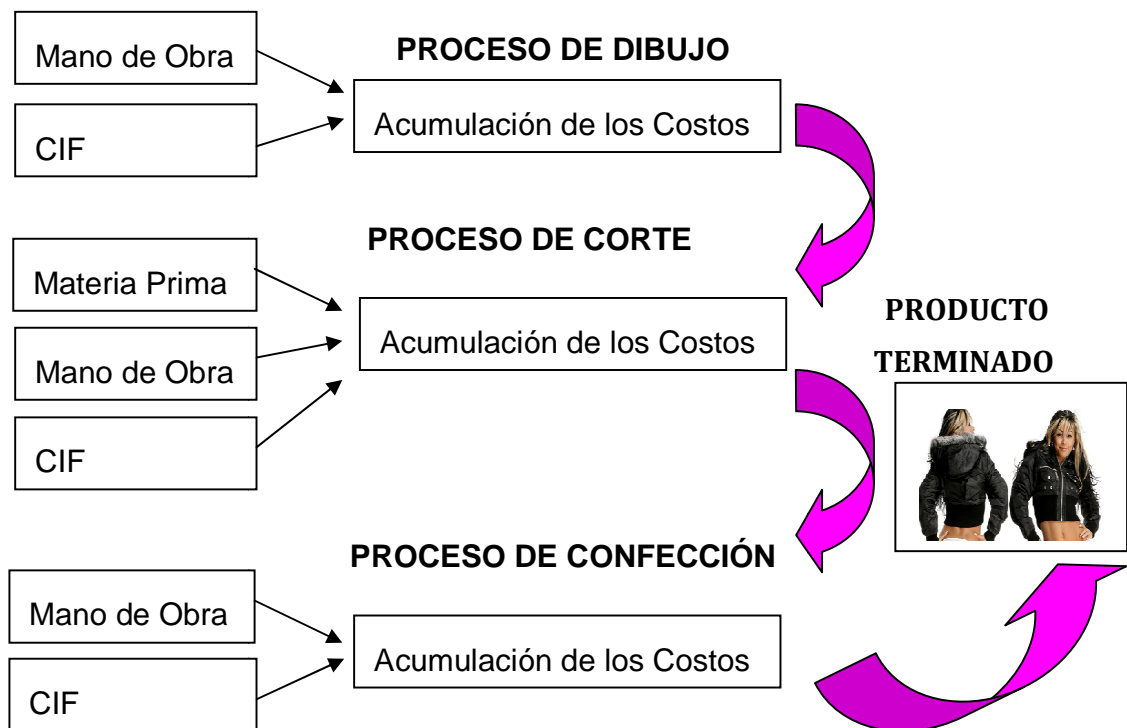 PROCESO DE DIBUJO
Mano de Obra
CIF
Acumulación de los Costos
PROCESO DE CORTE
Materia Prima
Mano de Obra
CIF
Acumulación de los Costos
PRODUCTO
TERMINADO
PROCESO DE CONFECCIÓN
Mano de Obra
CIF
Acumulación de los Costos